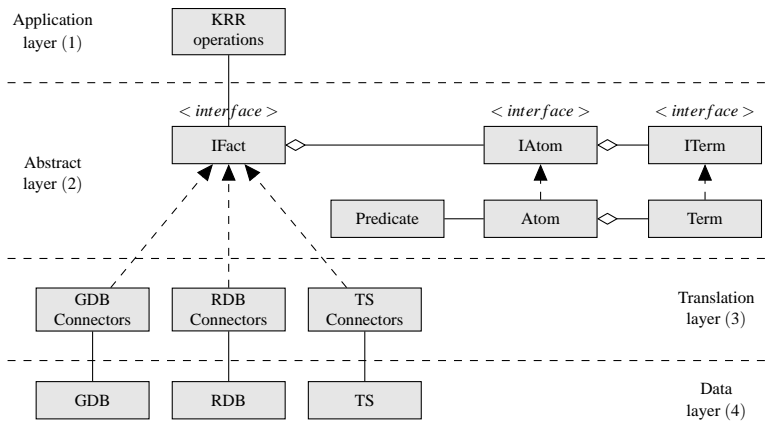 Application
layer (1)
KRR
operations
< interface >
< interface >
< interface >
IFact
IAtom
ITerm
Abstract
layer (2)
Predicate
Atom
Term
GDB
Connectors
RDB
Connectors
TS
Connectors
Translation
layer (3)
GDB
RDB
TS
Data
layer (4)